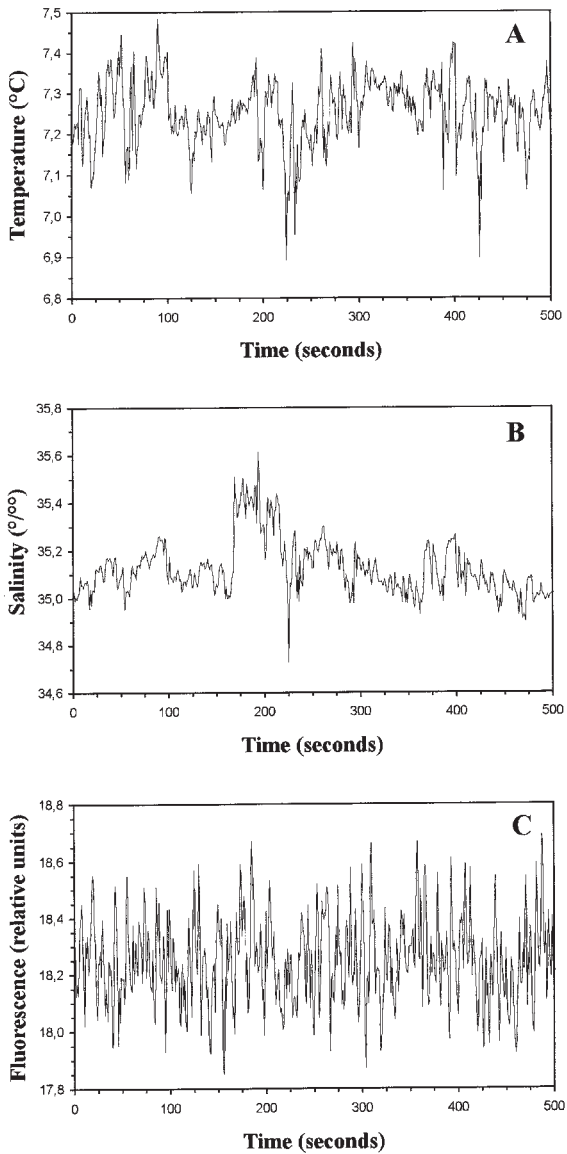 A
Temperature (°C)
7,5
7,4
7,3
7,2
7,1
7,0
6,9
6,8
0 100 200 300 400 500
Time (seconds)
B
Salinity (°/°°)
35,8
35,6
35,4
35,2
35,0
34,8
34,6
0 100 200 300 400 500
Time (seconds)
C
Fluorescence (relative units)
18,8
18,6
18,4
18,2
18,0
17,8
0 100 200 300 400 500
Time (seconds)